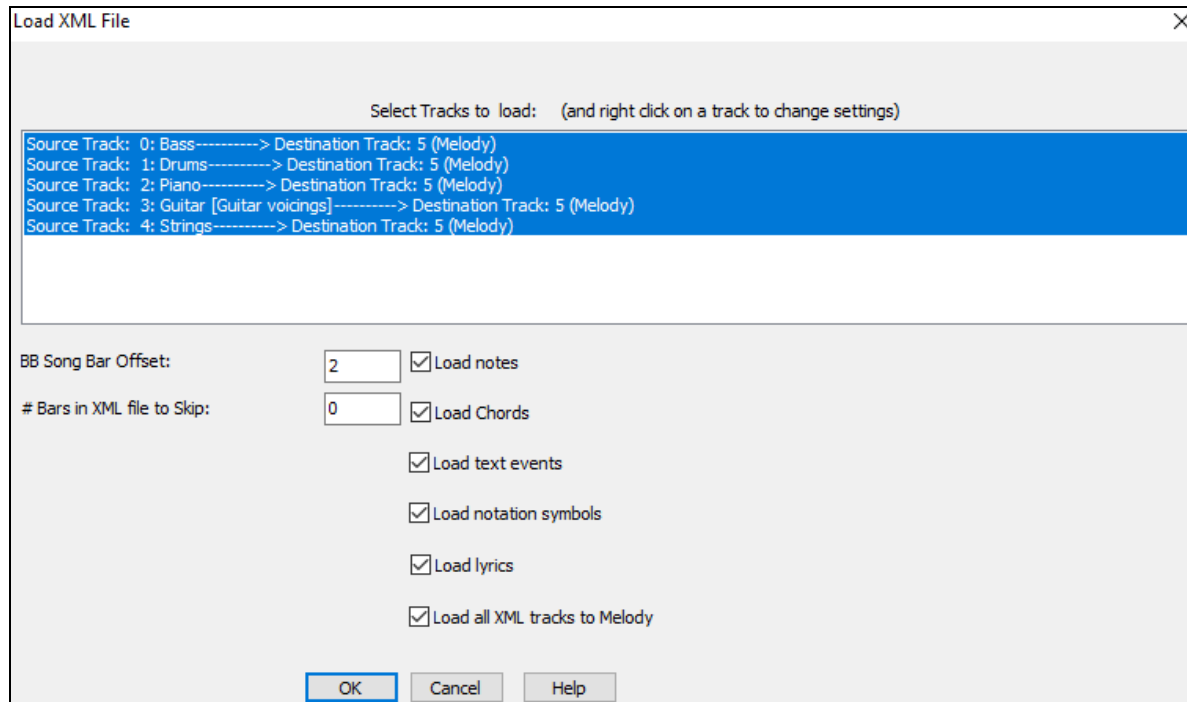 Load XML File
Select Tracks to load: (and right click on a track to change settings)
Source Track: 0: Bass----------> Destination Track: 5 (Melody)
Source Track: 1: Drums----------> Destination Track: 5 (Melody)
Source Track: 2: Piano----------> Destination Track: 5 (Melody)
Source Track: 3: Guitar [Guitar voicings]----------> Destination Track: 5 (Melody)
Source Track: 4: Strings----------> Destination Track: 5 (Melody)
BB Song Bar Offset: 2 Load notes
# Bars in XML file to Skip: 0 Load Chords
Load text events
Load notation symbols
Load lyrics
Load all XML tracks to Melody
OK Cancel Help